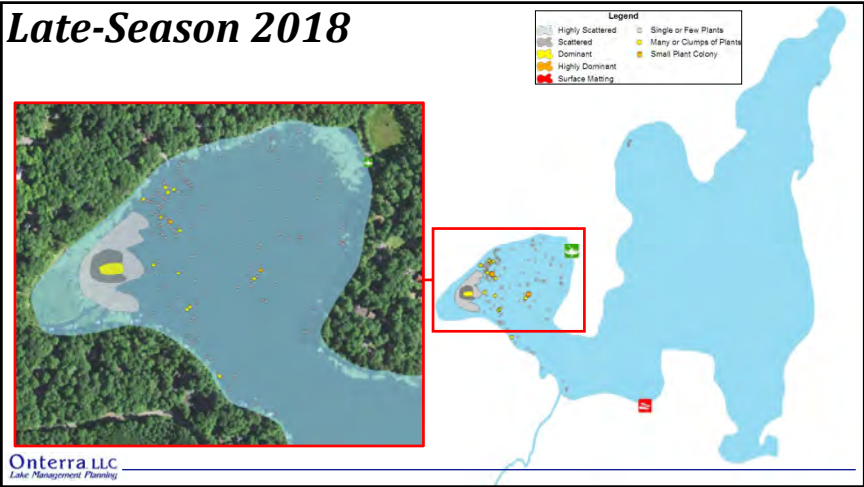 Late-Season 2018
Legend
Highly Scattered
Scattered
Dominant
Highly Dominant
Surface Matting
Single or Few Plants
Many or Clumps of Plants
Small Plant Colony
Onterra LLC
Lake Management Planning